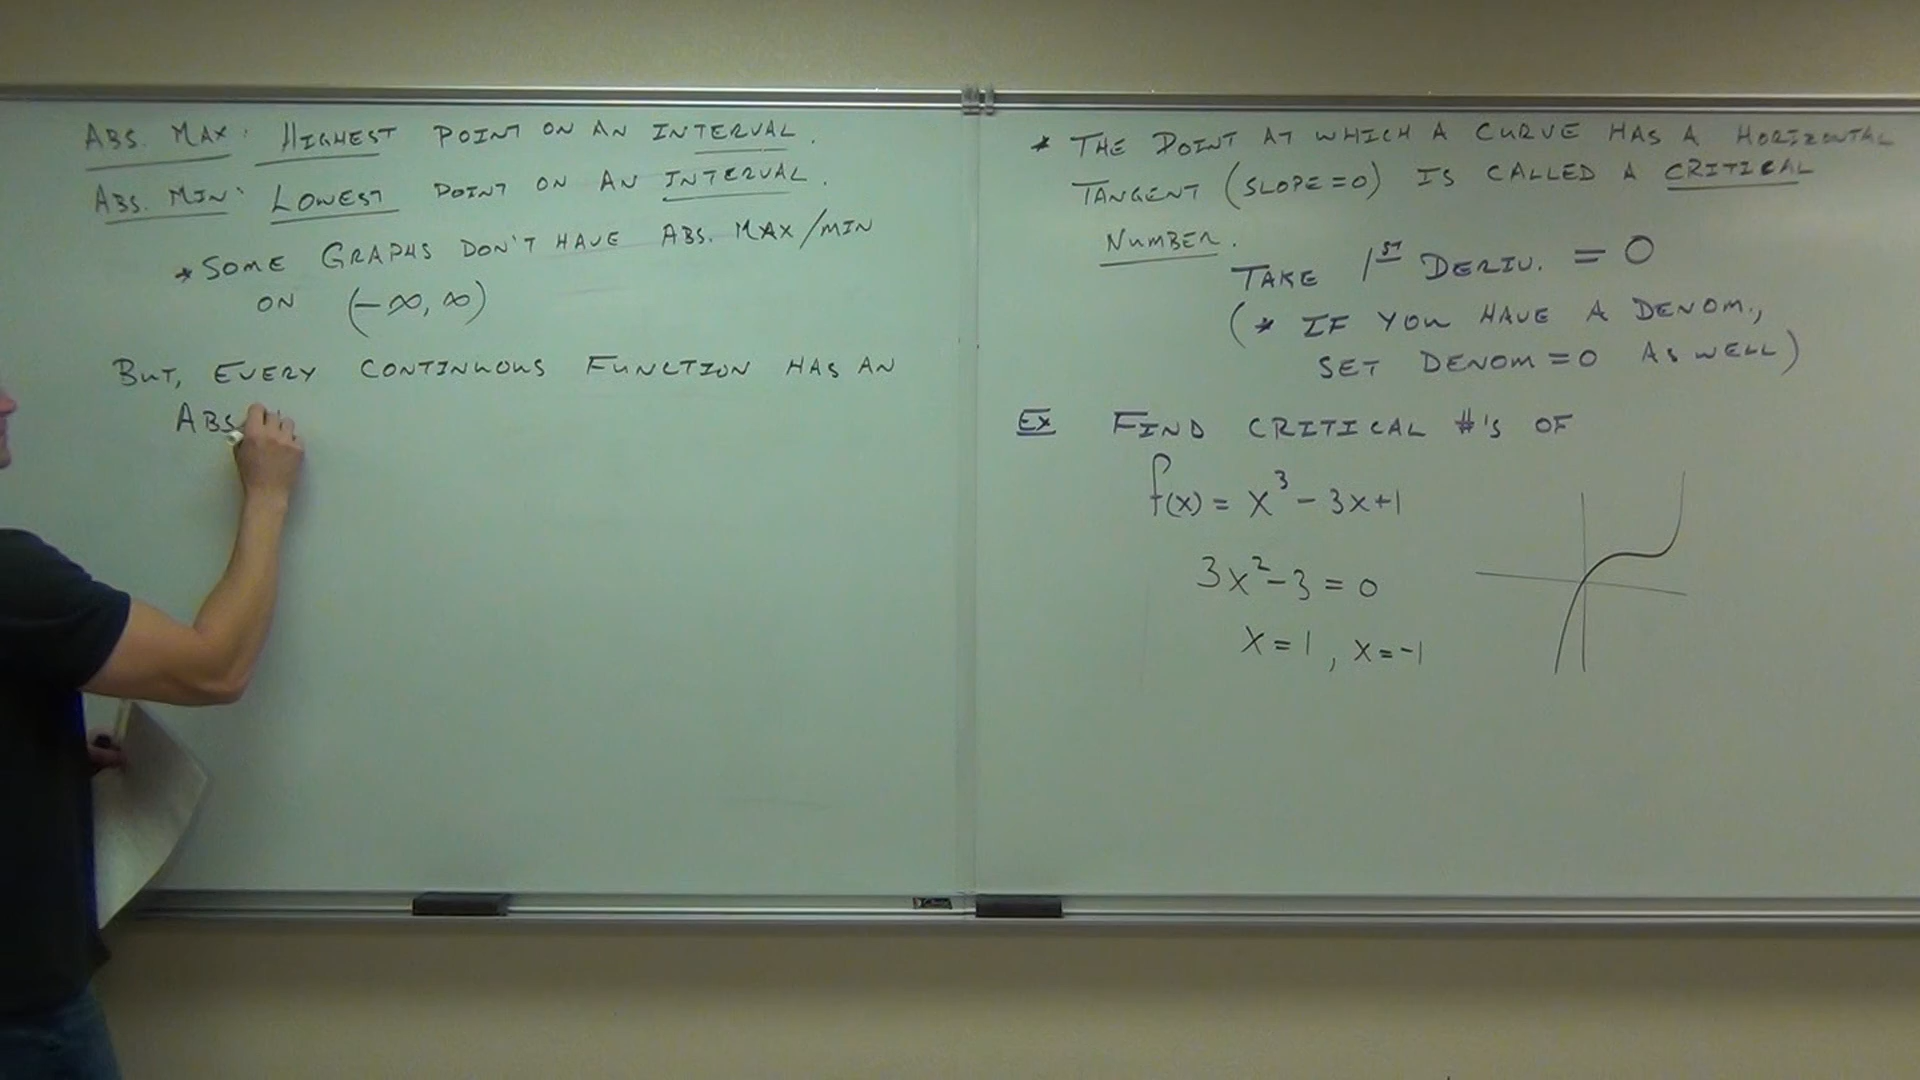 ABS. MAX: HIGHEST POINT ON AN INTERVAL.
ABS. MIN: LOWEST POINT ON AN INTERVAL.
* SOME GRAPHS DON'T HAVE ABS. MAX/MIN
ON (-∞, ∞)
BUT, EVERY CONTINUOUS FUNCTION HAS AN
ABS
* THE POINT AT WHICH A CURVE HAS A HORIZONTAL
TANGENT (SLOPE=0) IS CALLED A CRITICAL
NUMBER.
TAKE 1ST DERIV. = 0
(* IF YOU HAVE A DENOM.,
SET DENOM=0 AS WELL)
EX FIND CRITICAL #'S OF
f(x) = x³ - 3x+1
3x²-3 = 0
x = 1, x=-1